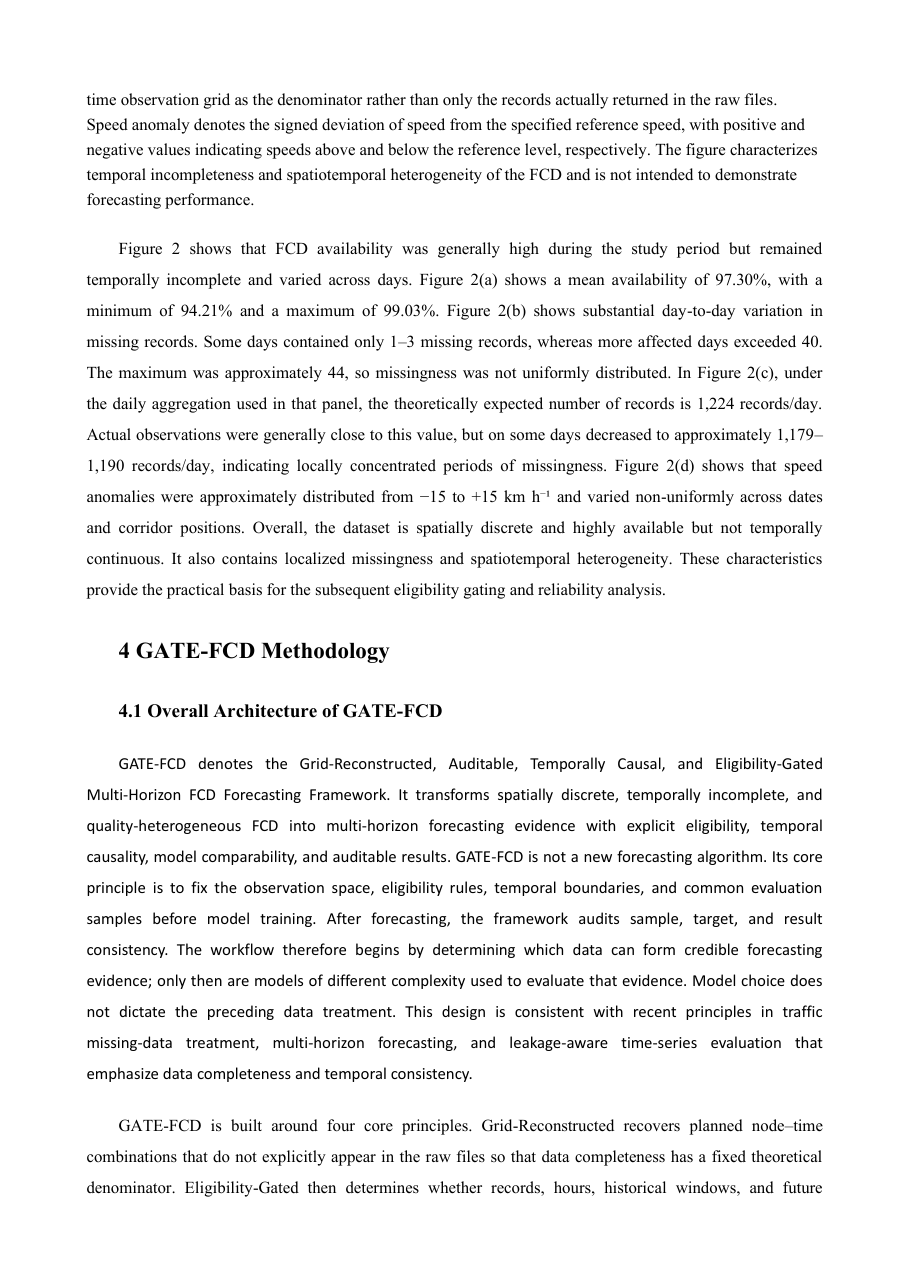 time observation grid as the denominator rather than only the records actually returned in the raw files.
Speed anomaly denotes the signed deviation of speed from the specified reference speed, with positive and
negative values indicating speeds above and below the reference level, respectively. The figure characterizes
temporal incompleteness and spatiotemporal heterogeneity of the FCD and is not intended to demonstrate
forecasting performance.
Figure 2 shows that FCD availability was generally high during the study period but remained
temporally incomplete and varied across days. Figure 2(a) shows a mean availability of 97.30%, with a
minimum of 94.21% and a maximum of 99.03%. Figure 2(b) shows substantial day-to-day variation in
missing records. Some days contained only 1–3 missing records, whereas more affected days exceeded 40.
The maximum was approximately 44, so missingness was not uniformly distributed. In Figure 2(c), under
the daily aggregation used in that panel, the theoretically expected number of records is 1,224 records/day.
Actual observations were generally close to this value, but on some days decreased to approximately 1,179–
1,190 records/day, indicating locally concentrated periods of missingness. Figure 2(d) shows that speed
anomalies were approximately distributed from −15 to +15 km h⁻¹ and varied non-uniformly across dates
and corridor positions. Overall, the dataset is spatially discrete and highly available but not temporally
continuous. It also contains localized missingness and spatiotemporal heterogeneity. These characteristics
provide the practical basis for the subsequent eligibility gating and reliability analysis.
4 GATE-FCD Methodology
4.1 Overall Architecture of GATE-FCD
GATE-FCD denotes the Grid-Reconstructed, Auditable, Temporally Causal, and Eligibility-Gated
Multi-Horizon FCD Forecasting Framework. It transforms spatially discrete, temporally incomplete, and
quality-heterogeneous FCD into multi-horizon forecasting evidence with explicit eligibility, temporal
causality, model comparability, and auditable results. GATE-FCD is not a new forecasting algorithm. Its core
principle is to fix the observation space, eligibility rules, temporal boundaries, and common evaluation
samples before model training. After forecasting, the framework audits sample, target, and result
consistency. The workflow therefore begins by determining which data can form credible forecasting
evidence; only then are models of different complexity used to evaluate that evidence. Model choice does
not dictate the preceding data treatment. This design is consistent with recent principles in traffic
missing-data treatment, multi-horizon forecasting, and leakage-aware time-series evaluation that
emphasize data completeness and temporal consistency.
GATE-FCD is built around four core principles. Grid-Reconstructed recovers planned node–time
combinations that do not explicitly appear in the raw files so that data completeness has a fixed theoretical
denominator. Eligibility-Gated then determines whether records, hours, historical windows, and future